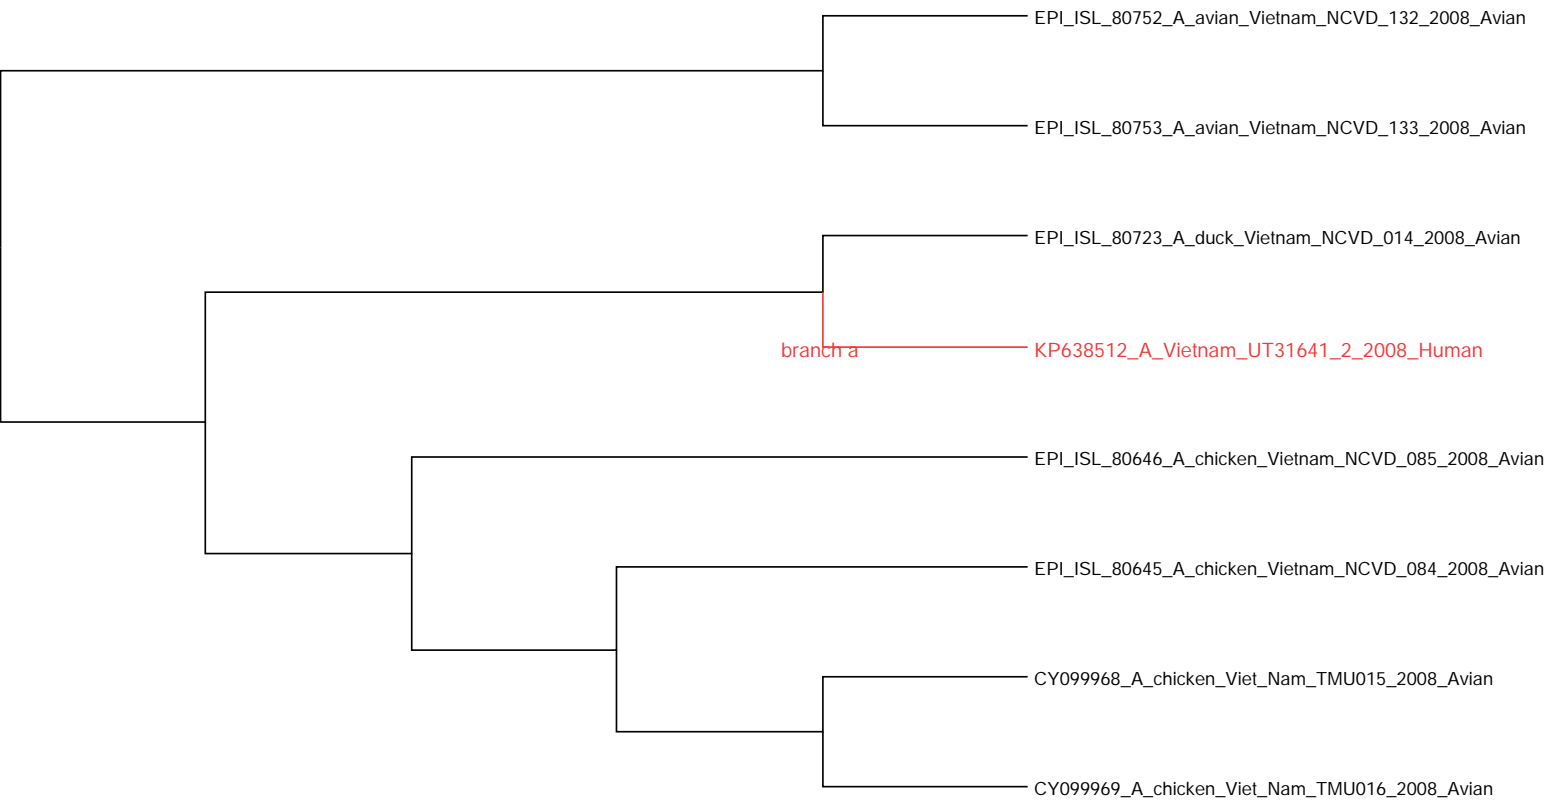 EPI_ISL_80752_A_avian_Vietnam_NCVD_132_2008_Avian
EPI_ISL_80753_A_avian_Vietnam_NCVD_133_2008_Avian
EPI_ISL_80723_A_duck_Vietnam_NCVD_014_2008_Avian
branch a KP638512_A_Vietnam_UT31641_2_2008_Human
EPI_ISL_80646_A_chicken_Vietnam_NCVD_085_2008_Avian
EPI_ISL_80645_A_chicken_Vietnam_NCVD_084_2008_Avian
CY099968_A_chicken_Viet_Nam_TMU015_2008_Avian
CY099969_A_chicken_Viet_Nam_TMU016_2008_Avian